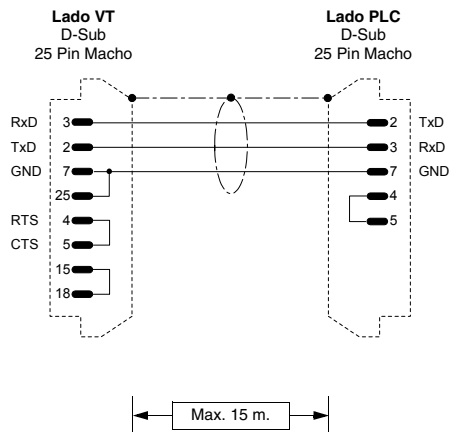 Lado VT
D-Sub
25 Pin Macho
Lado PLC
D-Sub
25 Pin Macho
RxD 3 2 TxD
TxD 2 3 RxD
GND 7 7 GND
25 4
RTS 4 5
CTS 5
15
18
Max. 15 m.